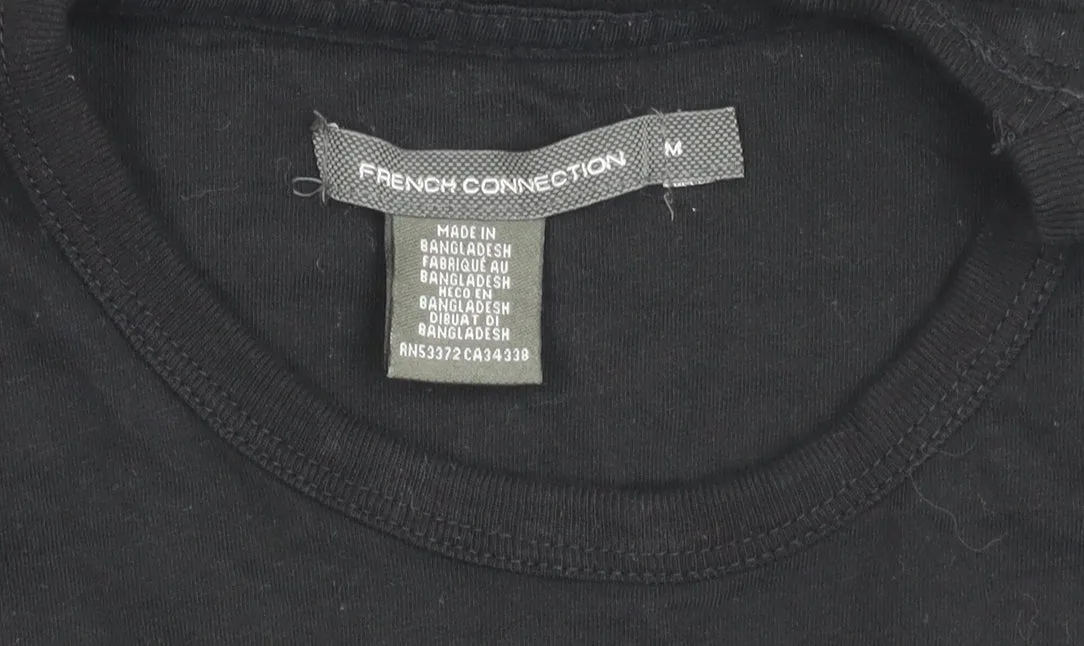 FRENCH CONNECTION
M
MADE IN
BANGLADESH
FABRIQUÉ AU
BANGLADESH
HECO EN
BANGLADESH
DIBUAT DI
BANGLADESH
RN53372 CA34338